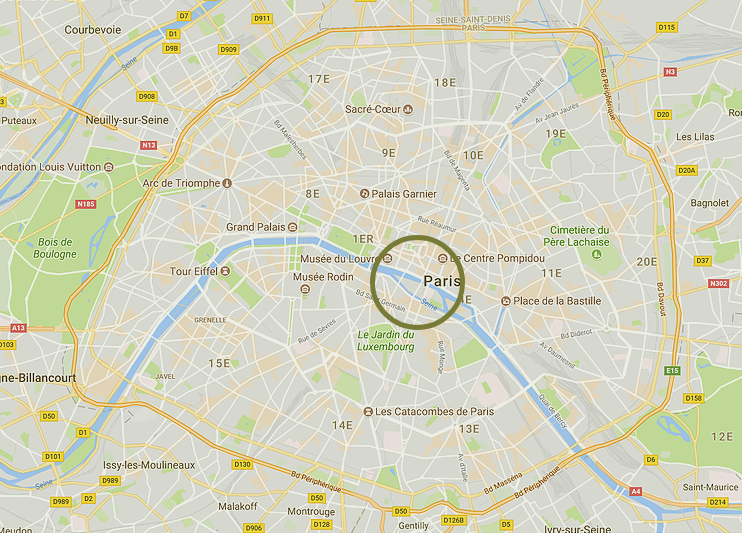 D7
D911
SEINE-SAINT-DENIS
PARIS
D115
Courbevoie
D1
D9B
D909
Seine
17E
18E
N3
Bd Périphérique
D908
Sacré-Cœur
Av de Flandre
Av Jean Jaurès
D20
Puteaux
Neuilly-sur-Seine
Bd Malesherbes
19E
Les Lilas
N13
9E
10E
Bd de Magenta
D20A
ondation Louis Vuitton
Arc de Triomphe
8E
Palais Garnier
Bagnolet
N185
Rue Réaumur
Grand Palais
1ER
Cimetière du
Père Lachaise
Bois de
Boulogne
Musée du Louvre
Le Centre Pompidou
D37
20E
Tour Eiffel
Musée Rodin
Paris
11E
N302
Bd Saint-Germain
Seine
Place de la Bastille
Bd Davout
A13
GRENELLE
Rue de Sèvres
Le Jardin du
Luxembourg
Rue Monge
Bd Diderot
Av Daumesnil
D103
15E
E15
ne-Billancourt
JAVEL
Quai de Bercy
D158
D50
Les Catacombes de Paris
D1
14E
13E
12E
D101
Issy-les-Moulineaux
D130
Av d'Italie
D6
Seine
Bd Périphérique
Bd Masséna
Bd Périphérique
Saint-Maurice
A4
D989
D2
D989
D50
D50
D214
Malakoff
Montrouge
Meudon
D906
D128
Gentilly
D126B
D5
Ivry-sur-Seine